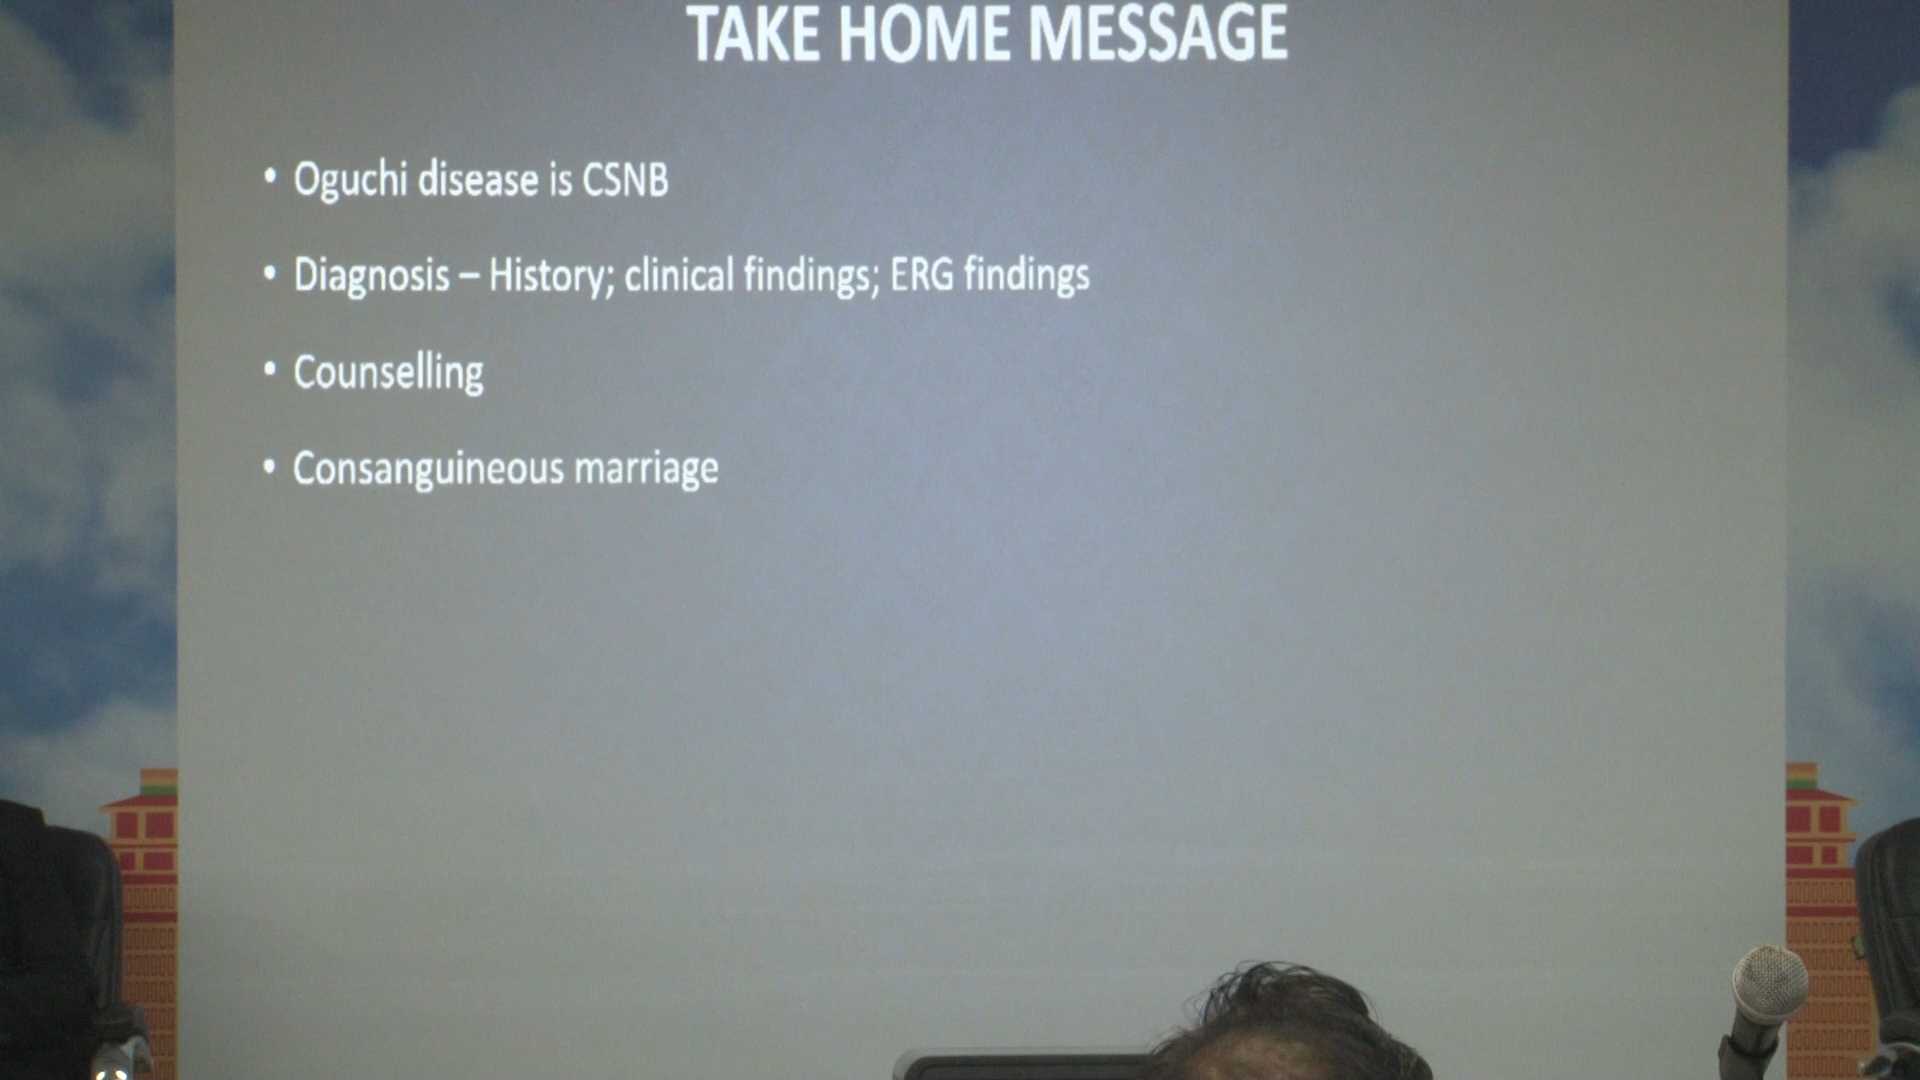 TAKE HOME MESSAGE
• Oguchi disease is CSNB
• Diagnosis – History; clinical findings; ERG findings
• Counselling
• Consanguineous marriage